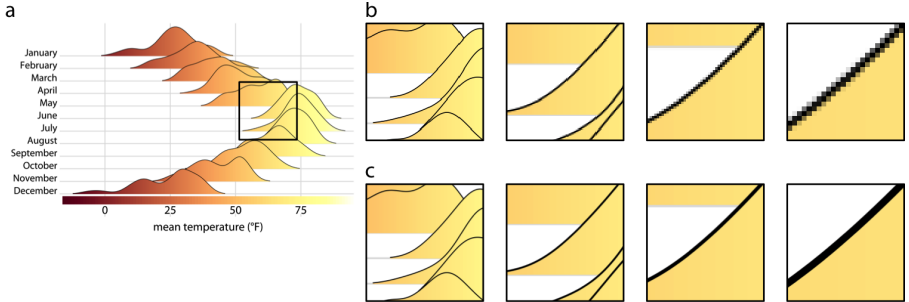 a
January
February
March
April
May
June
July
August
September
October
November
December
0 25 50 75
mean temperature (°F)
b
c